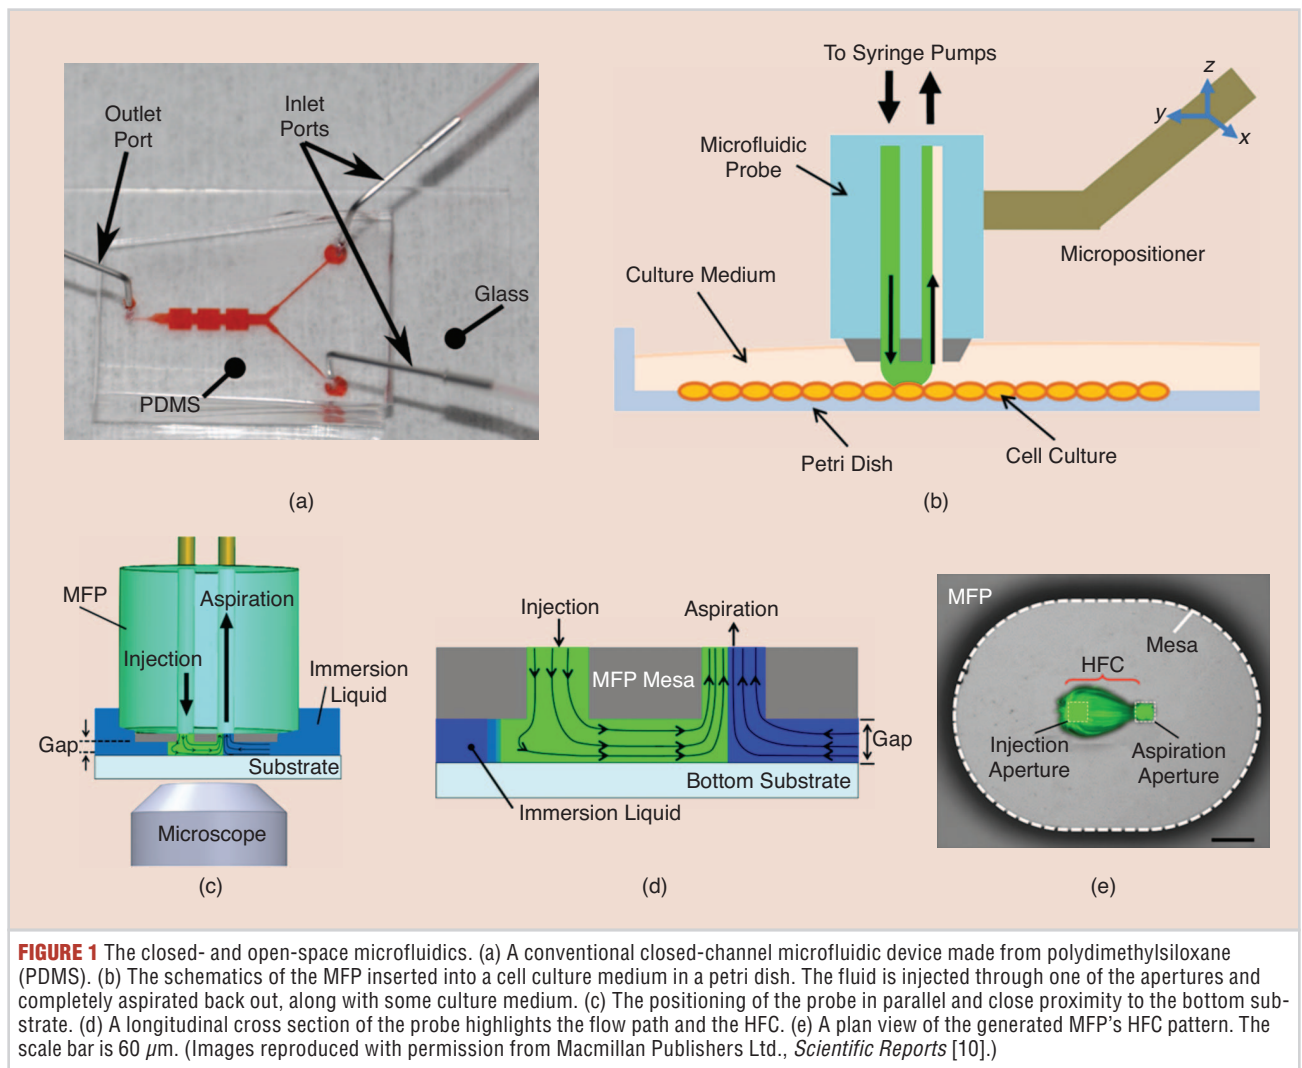 Outlet
Port
Inlet
Ports
Glass
PDMS
(a)
To Syringe Pumps
Microfluidic
Probe
z
y
x
Micropositioner
Culture Medium
Petri Dish
Cell Culture
(b)
MFP
Aspiration
Injection
Immersion
Liquid
Gap
Substrate
Microscope
(c)
Injection
Aspiration
MFP Mesa
Gap
Bottom Substrate
Immersion Liquid
(d)
MFP
Mesa
HFC
Injection
Aperture
Aspiration
Aperture
(e)
FIGURE 1 The closed- and open-space microfluidics. (a) A conventional closed-channel microfluidic device made from polydimethylsiloxane
(PDMS). (b) The schematics of the MFP inserted into a cell culture medium in a petri dish. The fluid is injected through one of the apertures and
completely aspirated back out, along with some culture medium. (c) The positioning of the probe in parallel and close proximity to the bottom sub-
strate. (d) A longitudinal cross section of the probe highlights the flow path and the HFC. (e) A plan view of the generated MFP's HFC pattern. The
scale bar is 60 μm. (Images reproduced with permission from Macmillan Publishers Ltd., Scientific Reports [10].)